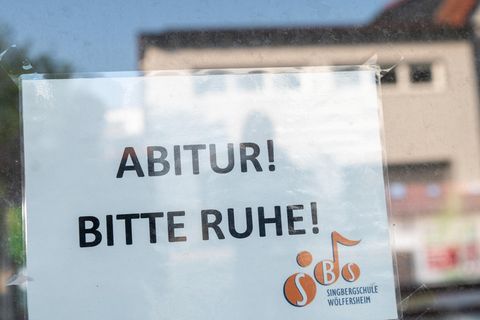 ABITUR!
BITTE RUHE!
SBS
SINGBERGSCHULE
WÖLFERSHEIM